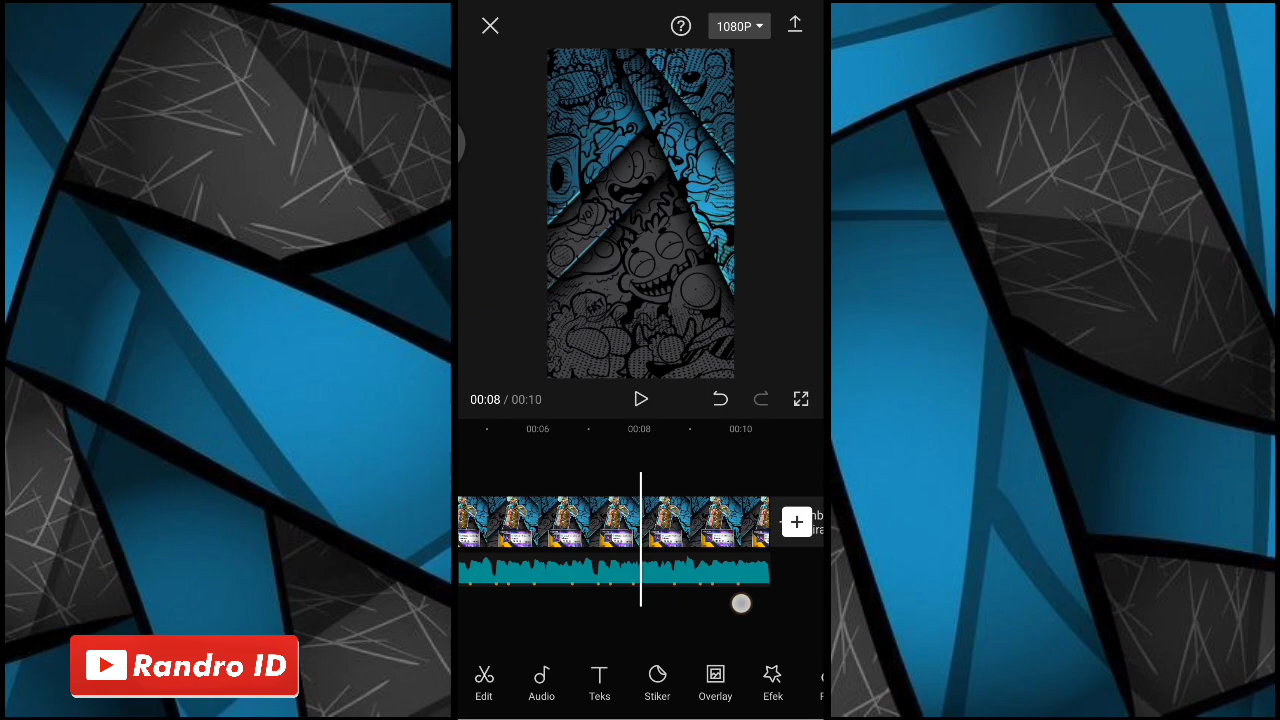 1080P
00:08 / 00:10
00:06
00:08
00:10
Edit
Audio
Teks
Stiker
Overlay
Efek
Randro ID